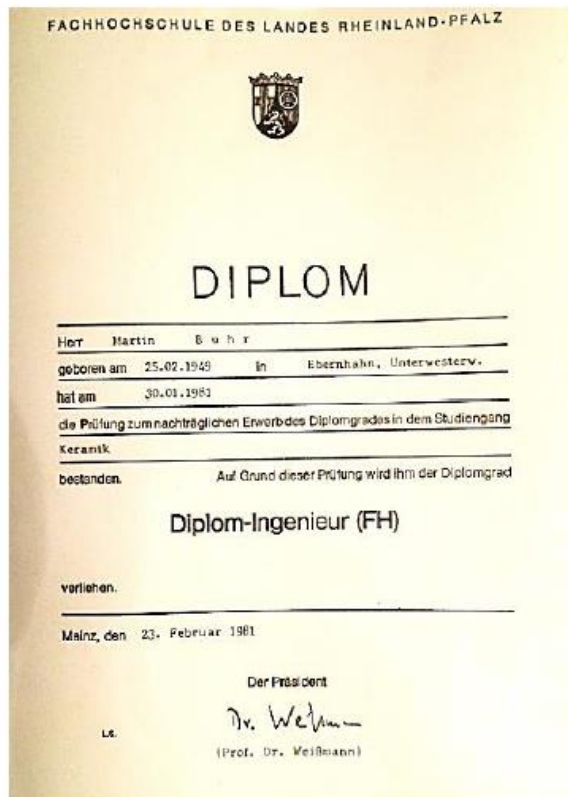 FACHHOCHSCHULE DES LANDES RHEINLAND-PFALZ
DIPLOM
Herr Martin Buhr
geboren am 25.02.1949 in Ebernhahn, Unterwesterw.
hat am 30.01.1981
die Prüfung zum nachträglichen Erwerb des Diplomgrades in dem Studiengang
Keramik
bestanden. Auf Grund dieser Prüfung wird ihm der Diplomgrad
Diplom-Ingenieur (FH)
verliehen.
Mainz, den 23. Februar 1981
Der Präsident
L.S.
Dr. Weißmann
(Prof. Dr. Weißmann)